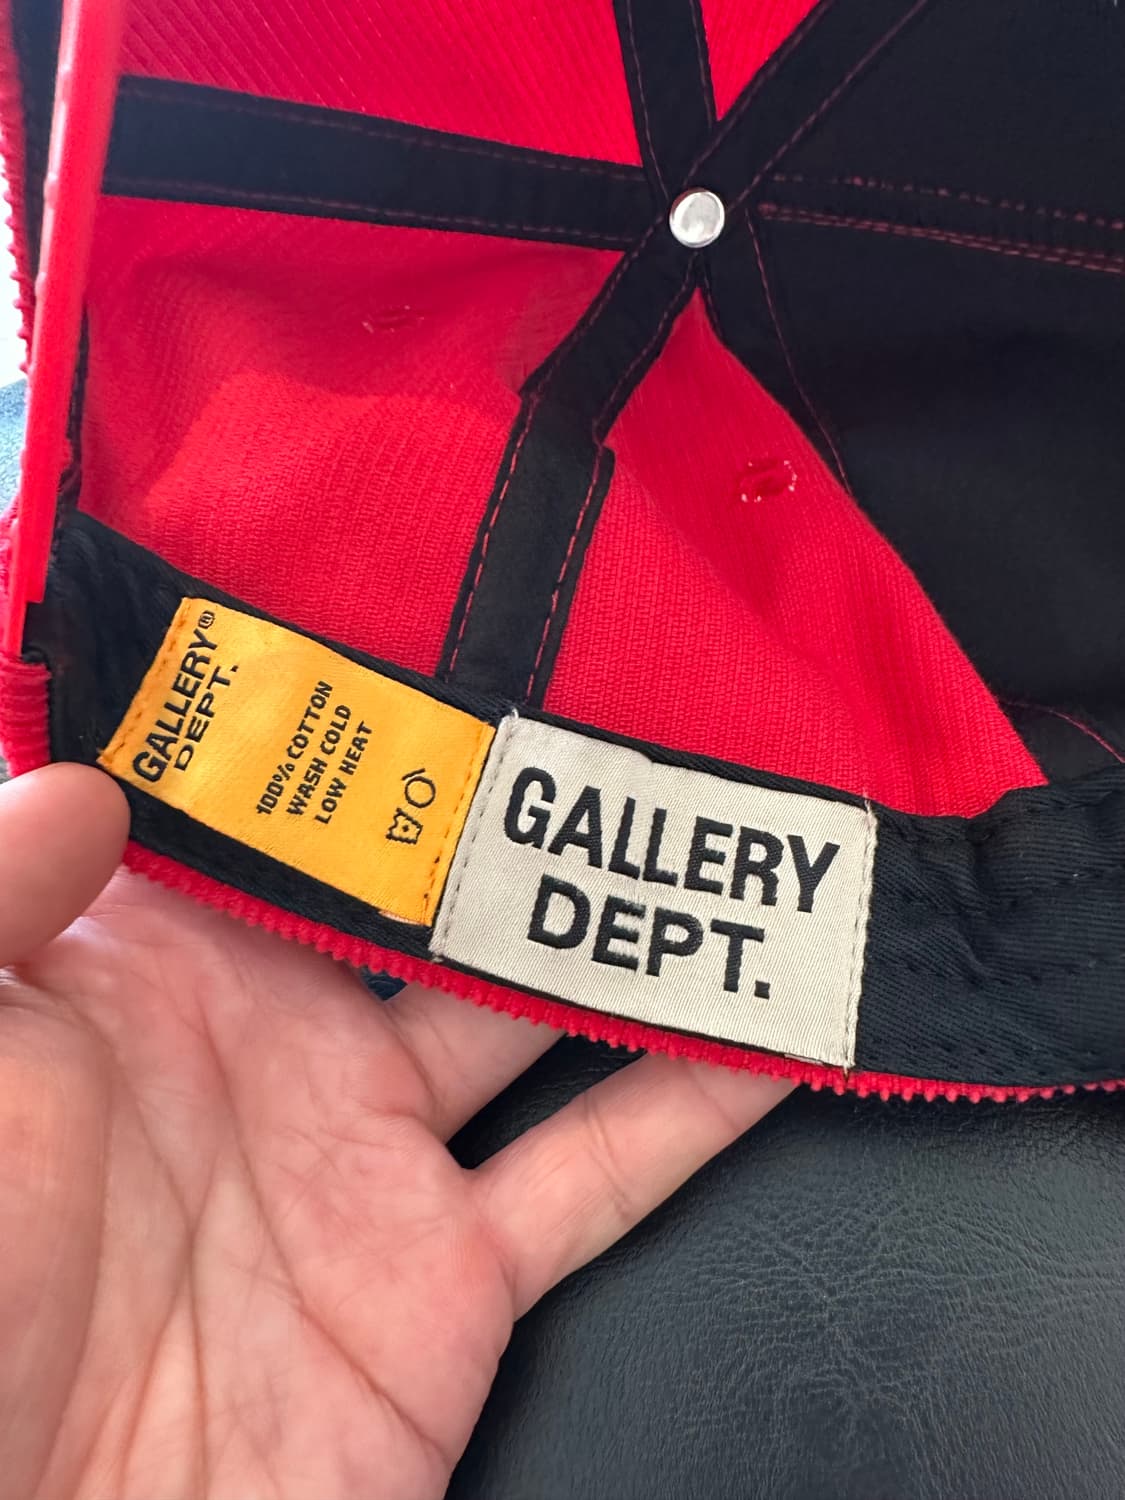 GALLERY®
DEPT.
100% COTTON
WASH COLD
LOW HEAT
GALLERY
DEPT.